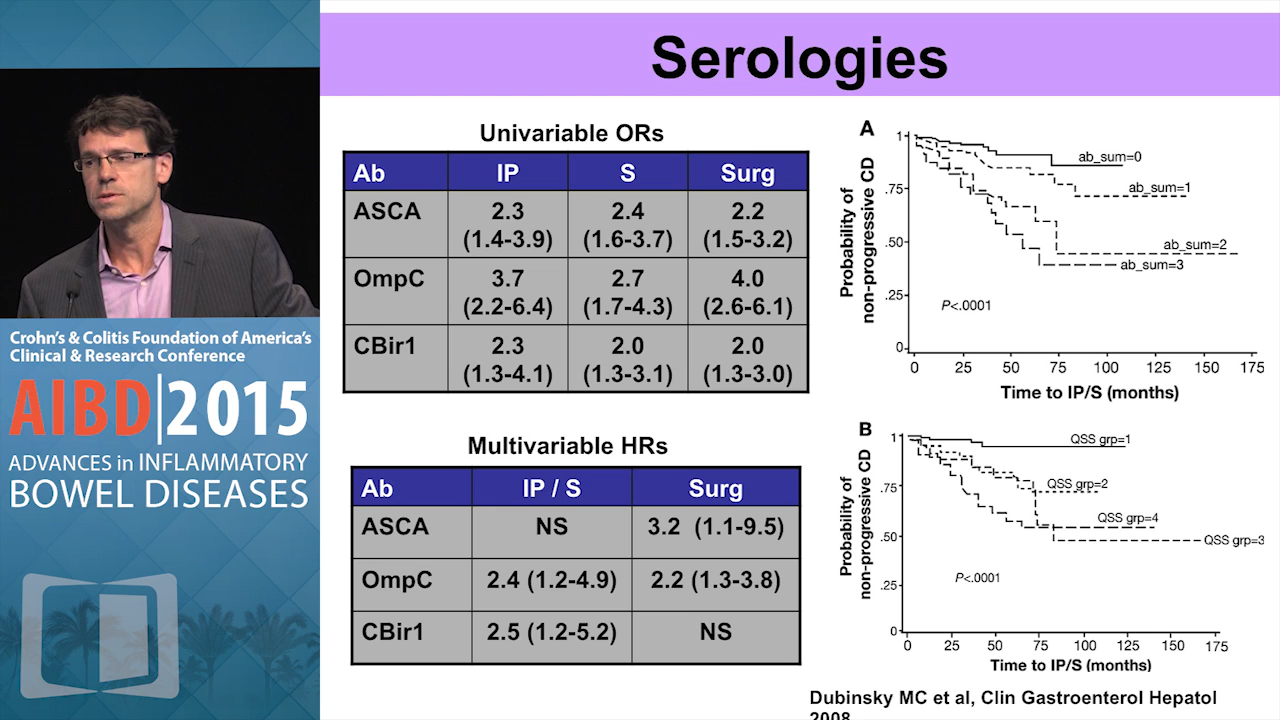 Serologies
Univariable ORs
Ab IP S Surg
ASCA 2.3 2.4 2.2
(1.4-3.9) (1.6-3.7) (1.5-3.2)
OmpC 3.7 2.7 4.0
(2.2-6.4) (1.7-4.3) (2.6-6.1)
CBir1 2.3 2.0 2.0
(1.3-4.1) (1.3-3.1) (1.3-3.0)
Multivariable HRs
Ab IP / S Surg
ASCA NS 3.2 (1.1-9.5)
OmpC 2.4 (1.2-4.9) 2.2 (1.3-3.8)
CBir1 2.5 (1.2-5.2) NS
A
Probability of
non-progressive CD
1
.75
.50
.25
0
ab_sum=0
ab_sum=1
ab_sum=2
ab_sum=3
P<.0001
0 25 50 75 100 125 150 175
Time to IP/S (months)
B
Probability of
non-progressive CD
1
.75
.50
.25
0
QSS grp=1
QSS grp=2
QSS grp=4
QSS grp=3
P<.0001
0 25 50 75 100 125 150 175
Time to IP/S (months)
Dubinsky MC et al, Clin Gastroenterol Hepatol
2008
Crohn's & Colitis Foundation of America's
Clinical & Research Conference
AIBD|2015
ADVANCES in INFLAMMATORY
BOWEL DISEASES